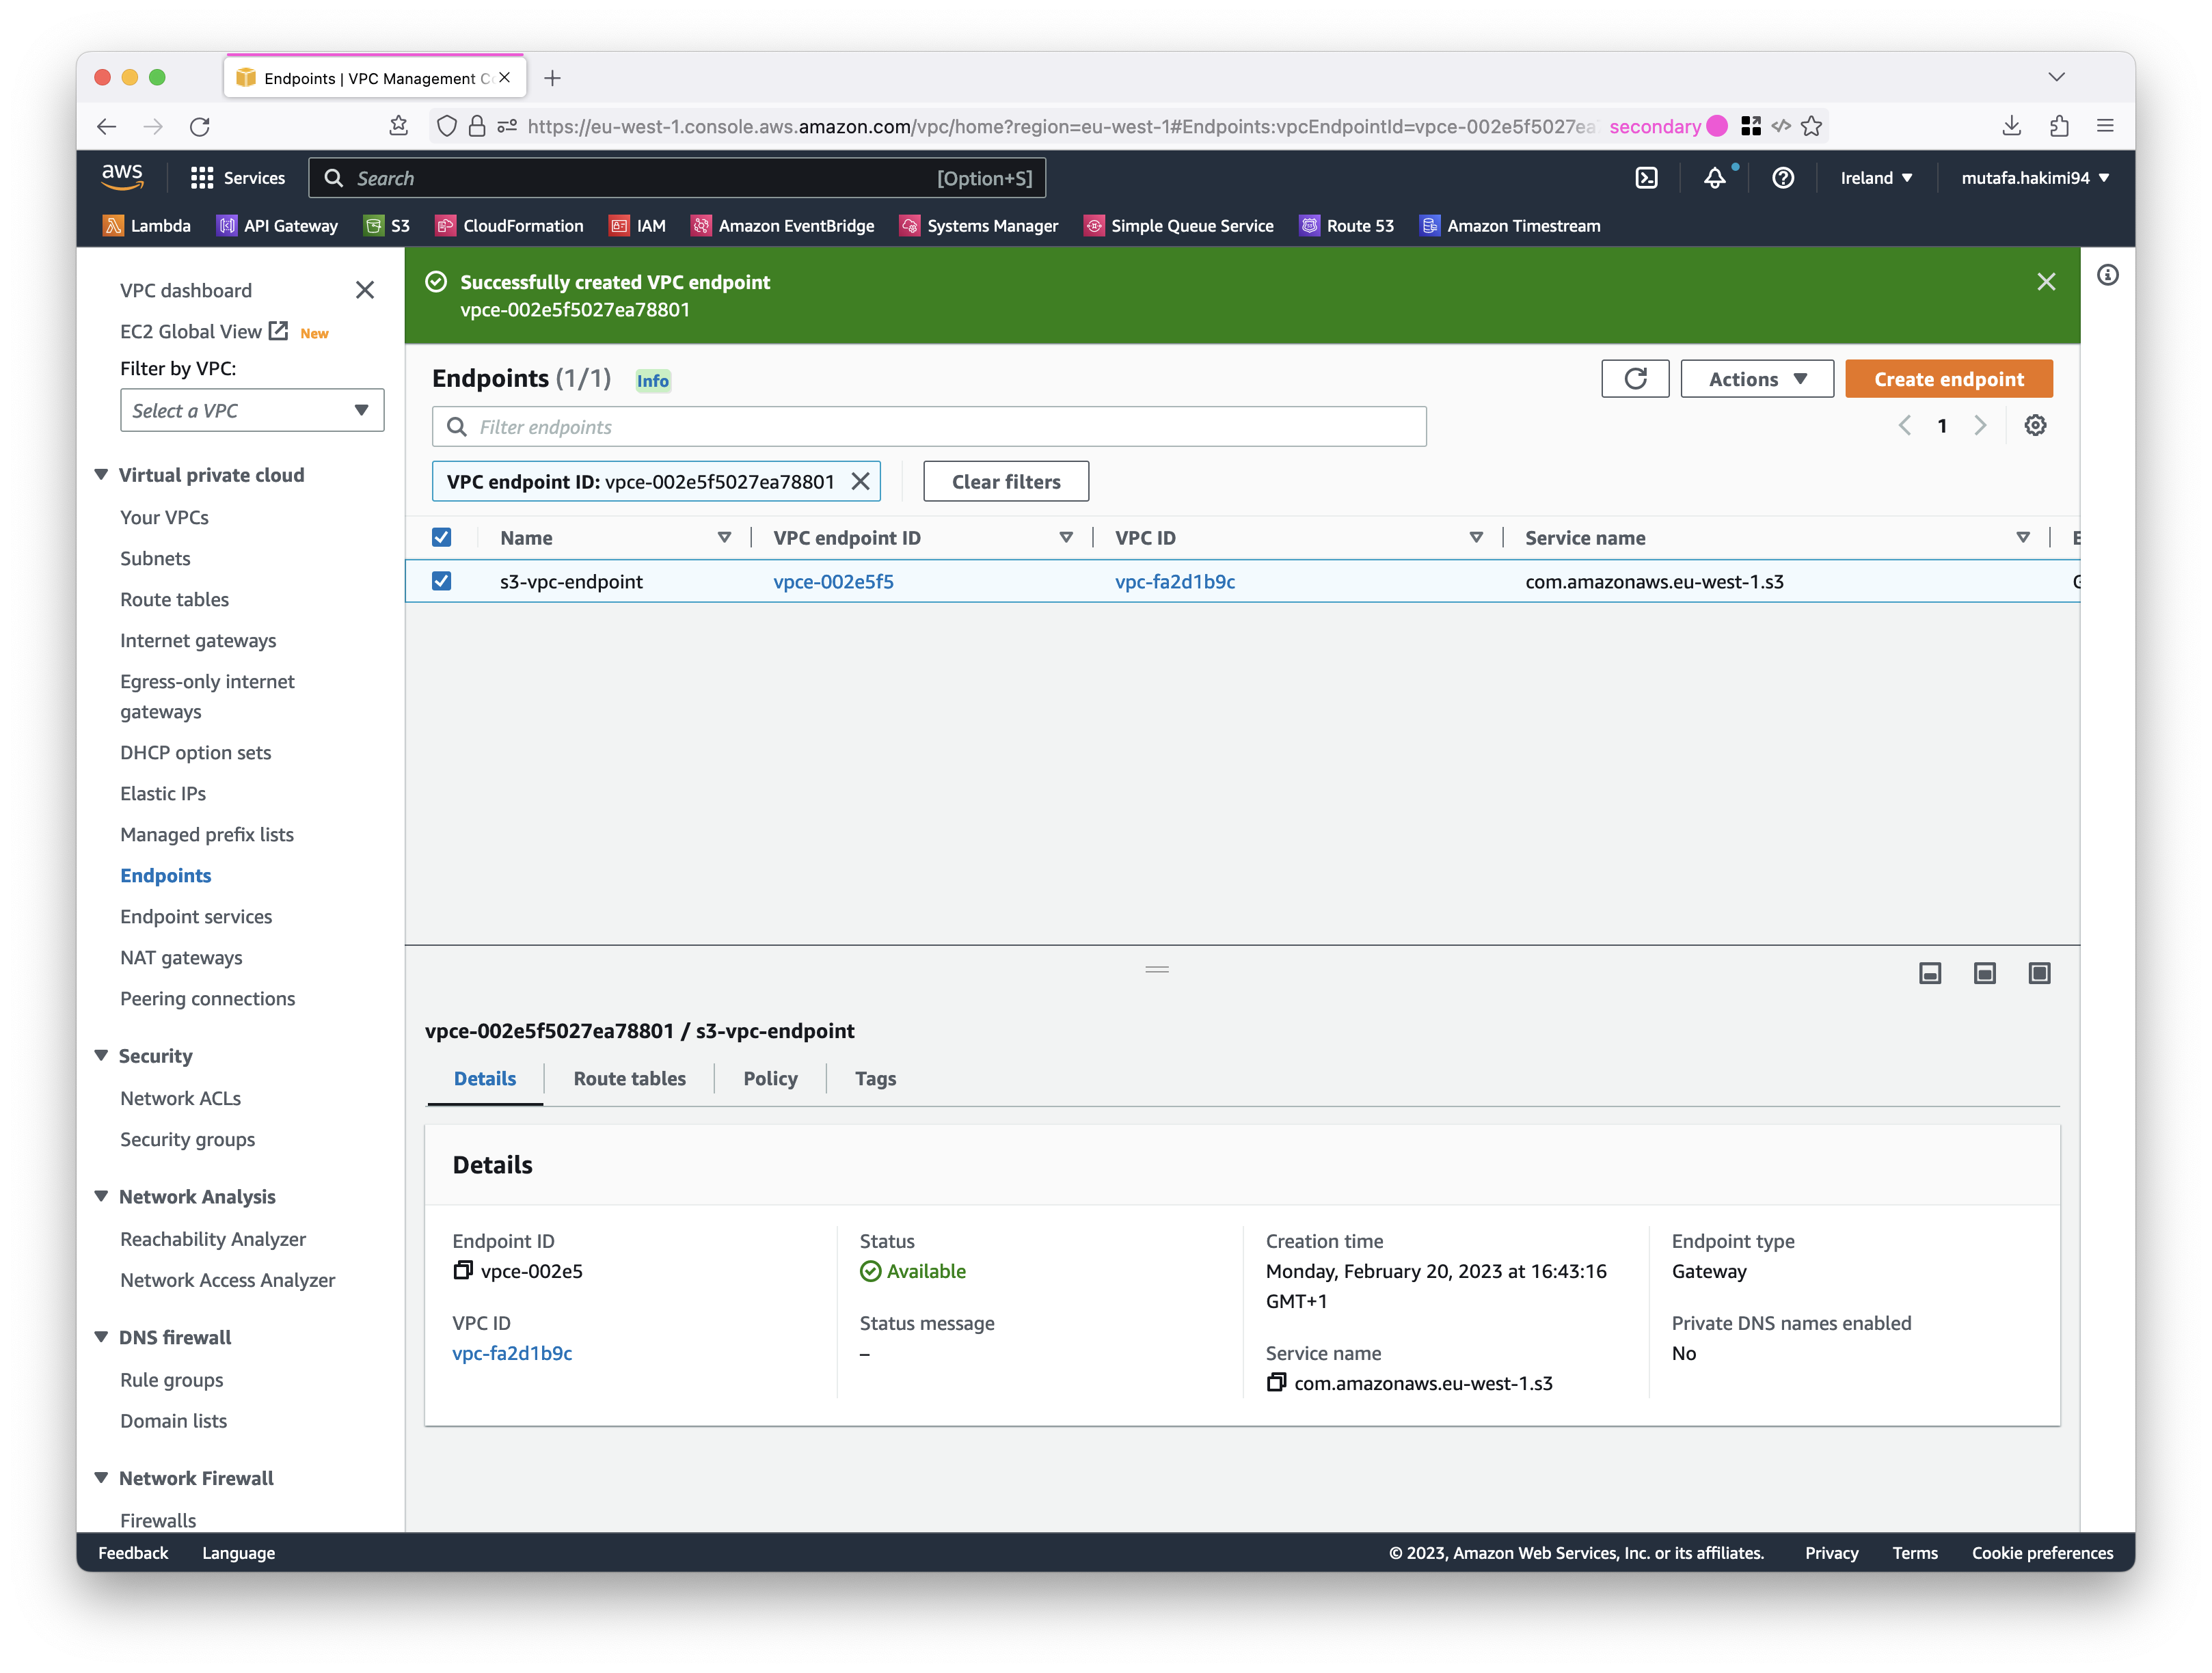 Endpoints | VPC Management C
https://eu-west-1.console.aws.amazon.com/vpc/home?region=eu-west-1#Endpoints:vpcEndpointId=vpce-002e5f5027ea
secondary
aws
Services
Search
[Option+S]
Ireland
mutafa.hakimi94
Lambda
API Gateway
S3
CloudFormation
IAM
Amazon EventBridge
Systems Manager
Simple Queue Service
Route 53
Amazon Timestream
VPC dashboard
EC2 Global View New
Filter by VPC:
Select a VPC
Virtual private cloud
Your VPCs
Subnets
Route tables
Internet gateways
Egress-only internet
gateways
DHCP option sets
Elastic IPs
Managed prefix lists
Endpoints
Endpoint services
NAT gateways
Peering connections
Security
Network ACLs
Security groups
Network Analysis
Reachability Analyzer
Network Access Analyzer
DNS firewall
Rule groups
Domain lists
Network Firewall
Firewalls
Successfully created VPC endpoint
vpce-002e5f5027ea78801
Endpoints (1/1) Info
Actions
Create endpoint
Filter endpoints
1
VPC endpoint ID: vpce-002e5f5027ea78801
Clear filters
Name
VPC endpoint ID
VPC ID
Service name
s3-vpc-endpoint
vpce-002e5f5
vpc-fa2d1b9c
com.amazonaws.eu-west-1.s3
vpce-002e5f5027ea78801 / s3-vpc-endpoint
Details
Route tables
Policy
Tags
Details
Endpoint ID
vpce-002e5
VPC ID
vpc-fa2d1b9c
Status
Available
Status message
–
Creation time
Monday, February 20, 2023 at 16:43:16
GMT+1
Service name
com.amazonaws.eu-west-1.s3
Endpoint type
Gateway
Private DNS names enabled
No
Feedback
Language
© 2023, Amazon Web Services, Inc. or its affiliates.
Privacy
Terms
Cookie preferences